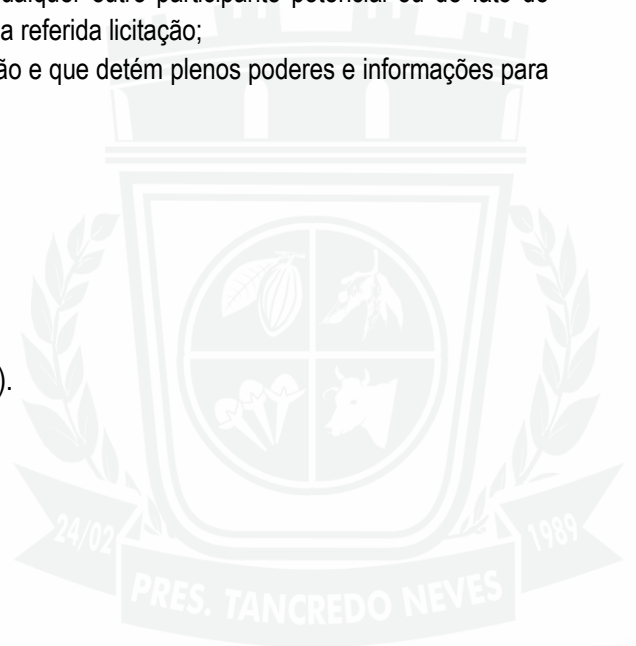 qualquer outro participante potencial ou de fato do
a referida licitação;
ão e que detém plenos poderes e informações para
).
24/02
1989
PRES. TANCREDO NEVES